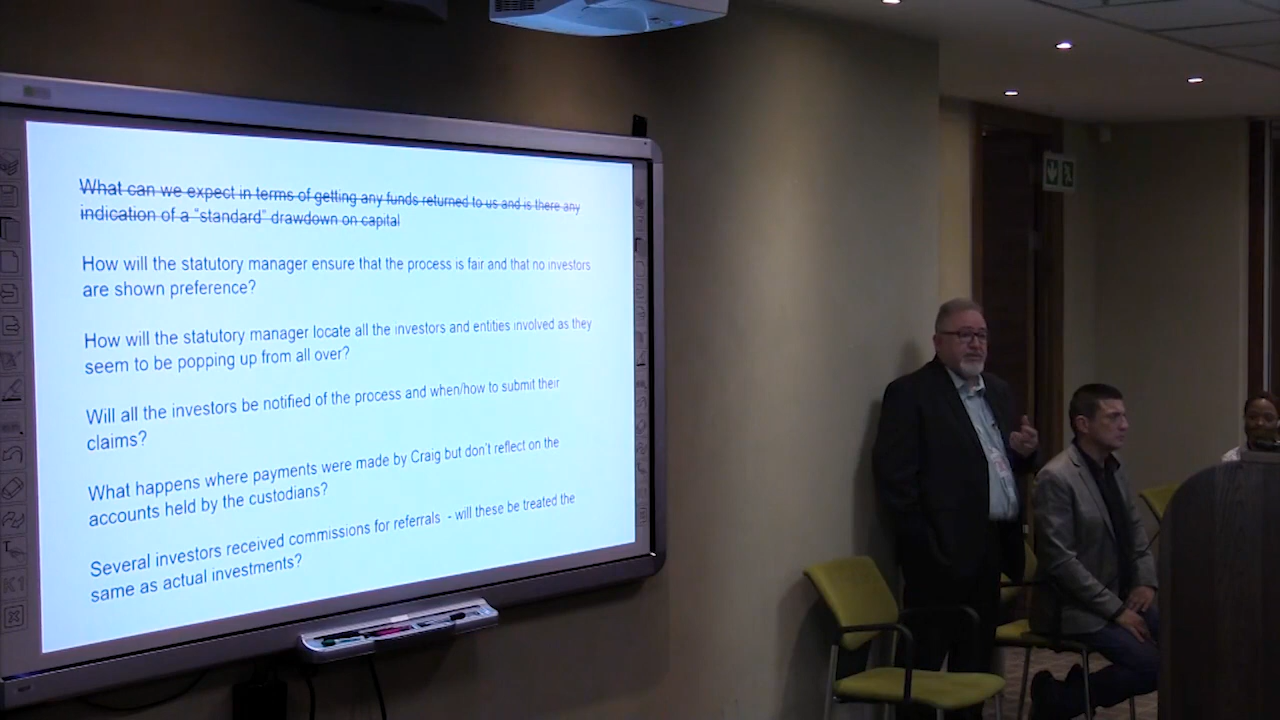 What can we expect in terms of getting any funds returned to us and is there any
indication of a “standard” drawdown on capital
How will the statutory manager ensure that the process is fair and that no investors
are shown preference?
How will the statutory manager locate all the investors and entities involved as they
seem to be popping up from all over?
Will all the investors be notified of the process and when/how to submit their
claims?
What happens where payments were made by Craig but don't reflect on the
accounts held by the custodians?
Several investors received commissions for referrals - will these be treated the
same as actual investments?